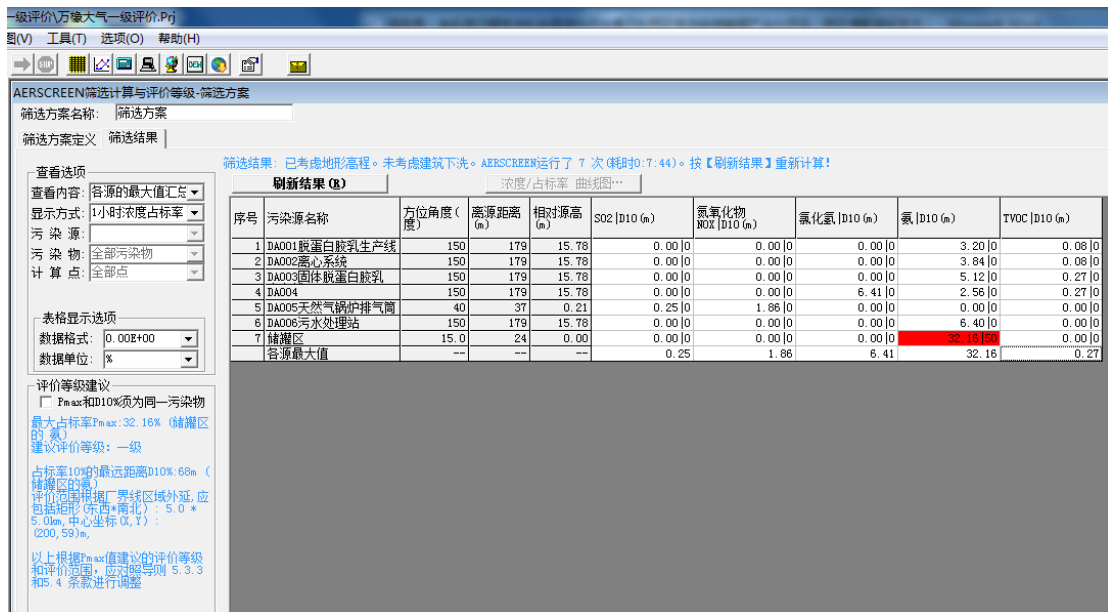 一级评价\万橡大气一级评价.Prj
图(V) 工具(T) 选项(O) 帮助(H)
AERSCREEN筛选计算与评价等级-筛选方案
筛选方案名称: 筛选方案
筛选方案定义 筛选结果
筛选结果: 已考虑地形高程。未考虑建筑下洗。AERSCREEN运行了 7 次(耗时0:7:44)。按【刷新结果】重新计算!
刷新结果(R) 浓度/占标率 曲线图…
查看选项
查看内容: 各源的最大值汇总
显示方式: 1小时浓度占标率
污 染 源:
污 染 物: 全部污染物
计 算 点: 全部点
表格显示选项
数据格式: 0.00E+00
数据单位: %
评价等级建议
Pmax和D10%须为同一污染物
最大占标率Pmax:32.16% (储罐区
的 氨)
建议评价等级: 一级
占标率10%的最远距离D10%:68m (
储罐区的氨)
评价范围根据厂界线区域外延,应
包括矩形(东西*南北): 5.0 *
5.0km,中心坐标(X,Y):
(200,59)m,
以上根据Pmax值建议的评价等级
和评价范围，应对照导则 5.3.3
和5.4 条款进行调整
序号 污染源名称 方位角度(度) 离源距离(m) 相对源高(m) SO2|D10(m) 氮氧化物NOX|D10(m) 氯化氢|D10(m) 氨|D10(m) TVOC|D10(m)
1 DA001脱蛋白胶乳生产线 150 179 15.78 0.00|0 0.00|0 0.00|0 3.20|0 0.08|0
2 DA002离心系统 150 179 15.78 0.00|0 0.00|0 0.00|0 3.84|0 0.08|0
3 DA003固体脱蛋白胶乳 150 179 15.78 0.00|0 0.00|0 0.00|0 5.12|0 0.27|0
4 DA004 150 179 15.78 0.00|0 0.00|0 6.41|0 2.56|0 0.27|0
5 DA005天然气锅炉排气筒 40 37 0.21 0.25|0 1.86|0 0.00|0 0.00|0 0.00|0
6 DA006污水处理站 150 179 15.78 0.00|0 0.00|0 0.00|0 6.40|0 0.00|0
7 储罐区 15.0 24 0.00 0.00|0 0.00|0 0.00|0 32.16|50 0.00|0
各源最大值 -- -- -- 0.25 1.86 6.41 32.16 0.27